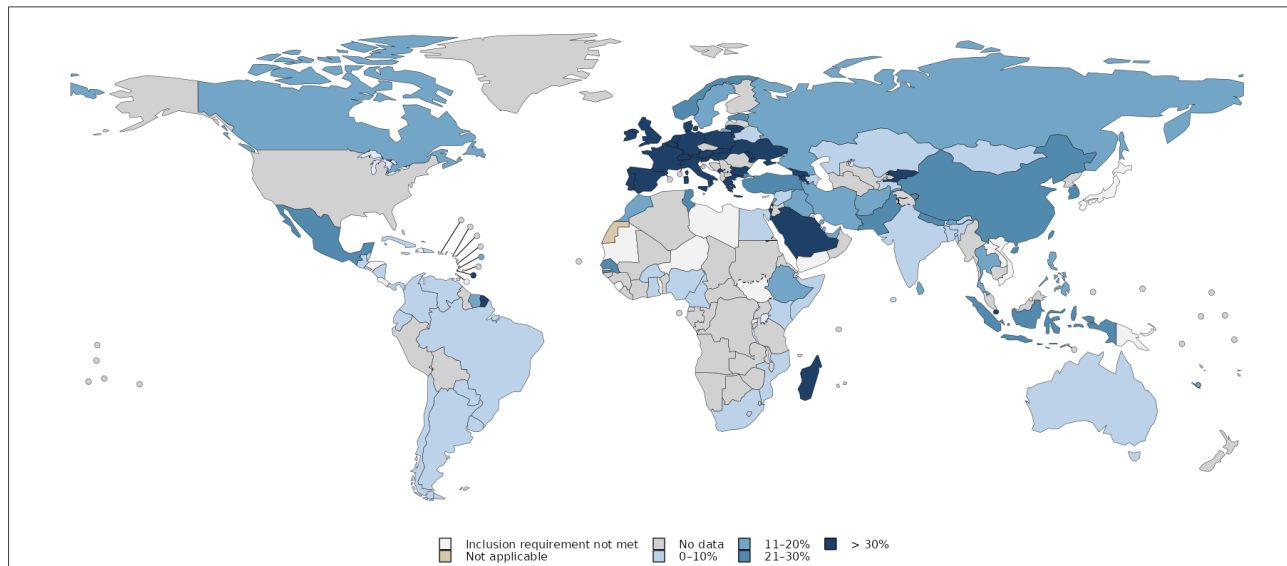 Inclusion requirement not met
Not applicable
No data
0–10%
11–20%
21–30%
> 30%